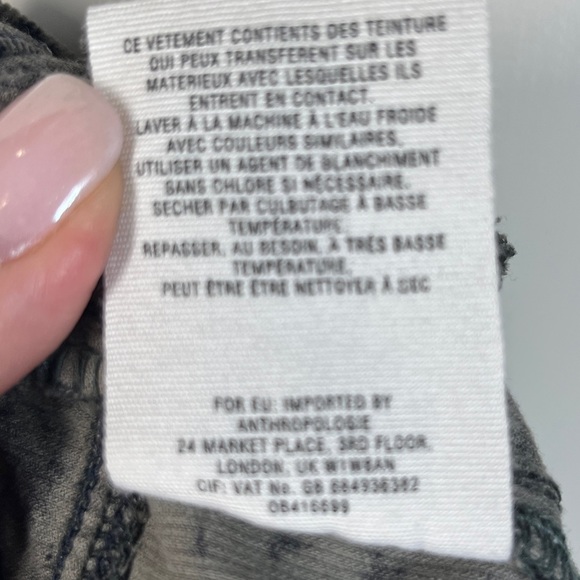 CE VETEMENT CONTIENTS DES TEINTURE
QUI PEUX TRANSFERENT SUR LES
MATERIEUX AVEC LESQUELLES ILS
ENTRENT EN CONTACT.
LAVER À LA MACHINE À L'EAU FROIDE
AVEC COULEURS SIMILAIRES,
UTILISER UN AGENT DE BLANCHIMENT
SANS CHLORE SI NÉCESSAIRE.
SECHER PAR CULBUTAGE À BASSE
TEMPÉRATURE.
REPASSER, AU BESOIN, À TRÈS BASSE
TEMPÉRATURE.
PEUT ÊTRE ÊTRE NETTOYER À SEC
FOR EU: IMPORTED BY
ANTHROPOLOGIE
24 MARKET PLACE, 3RD FLOOR,
LONDON, UK W1W8AN
CIF: VAT No. GB 664936382